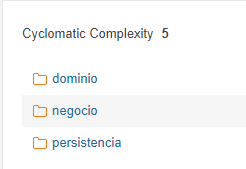 Cyclomatic Complexity 5
dominio
negocio
persistencia